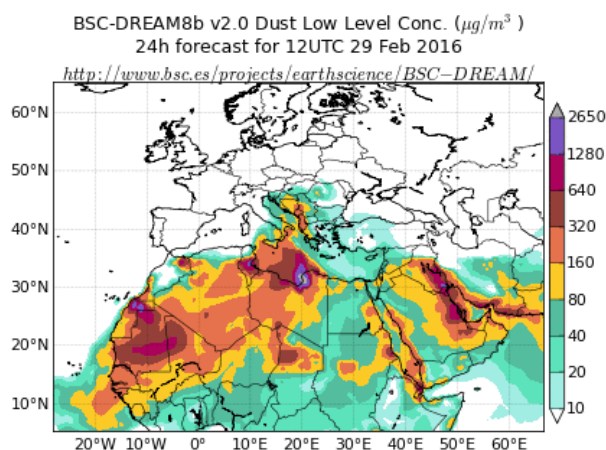 BSC-DREAM8b v2.0 Dust Low Level Conc. (μg/m³ )
24h forecast for 12UTC 29 Feb 2016
http://www.bsc.es/projects/earthscience/BSC−DREAM/
60°N
50°N
40°N
30°N
20°N
10°N
20°W 10°W 0° 10°E 20°E 30°E 40°E 50°E 60°E
2650
1280
640
320
160
80
40
20
10